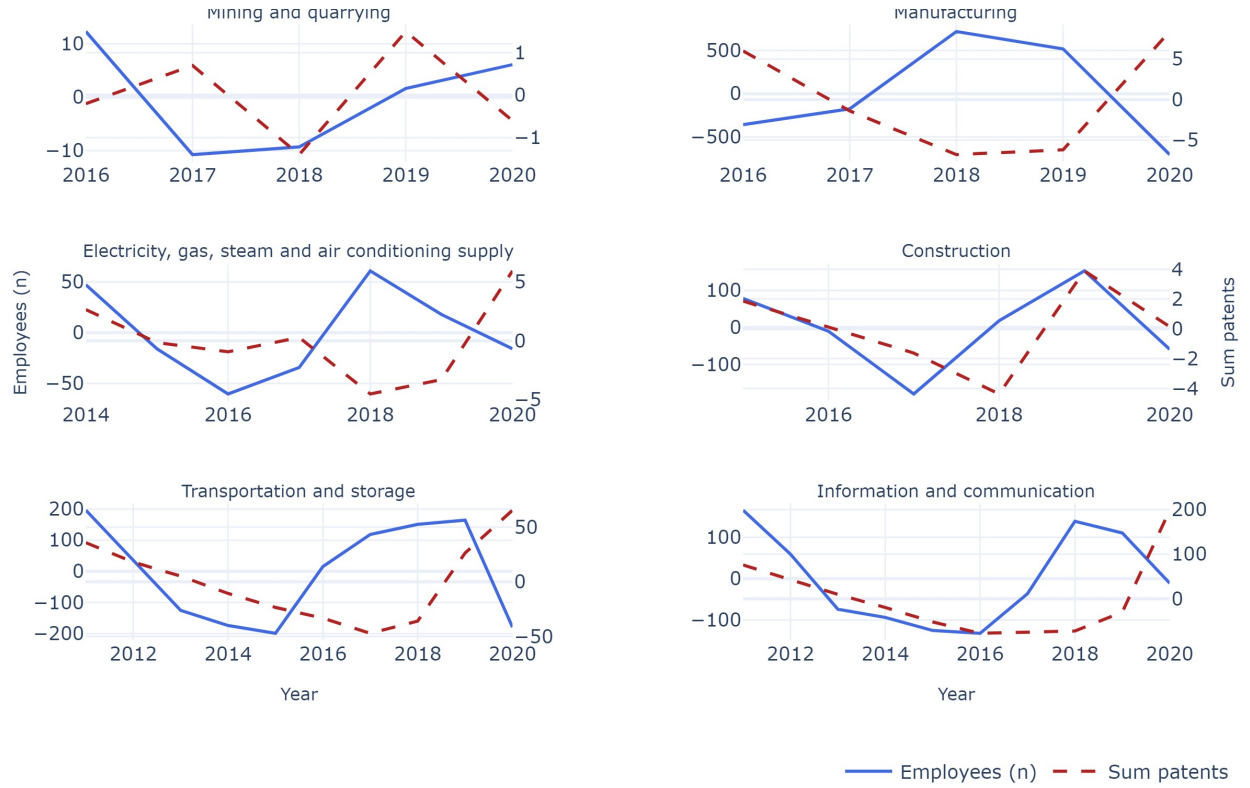 Mining and quarrying
10
0
−10
1
0
−1
2016 2017 2018 2019 2020
Manufacturing
500
0
−500
5
0
−5
2016 2017 2018 2019 2020
Electricity, gas, steam and air conditioning supply
50
0
−50
5
0
−5
2014 2016 2018 2020
Employees (n)
Construction
100
0
−100
4
2
0
−2
−4
2016 2018 2020
Sum patents
Transportation and storage
200
100
0
−100
−200
50
0
−50
2012 2014 2016 2018 2020
Year
Information and communication
100
0
−100
200
100
0
2012 2014 2016 2018 2020
Year
Employees (n) Sum patents